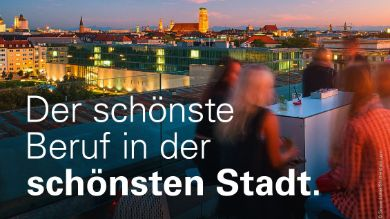 Der schönste
Beruf in der
schönsten Stadt.